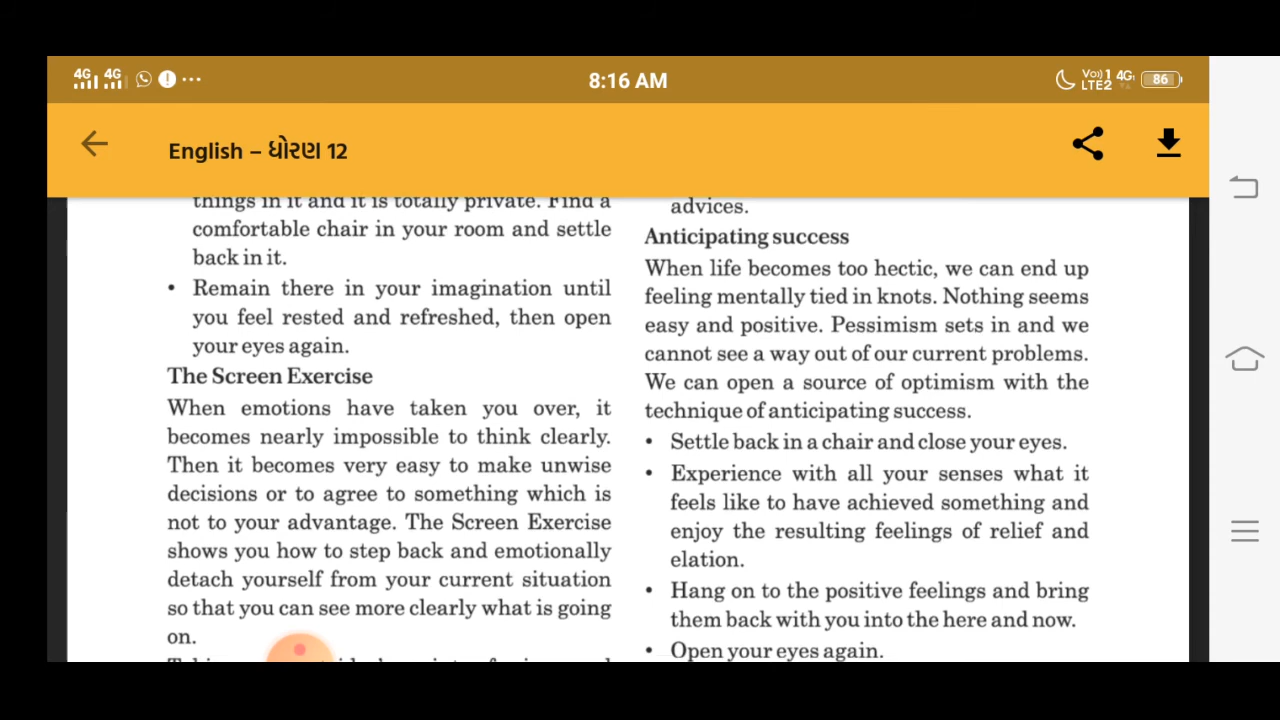 4G 4G
8:16 AM
Vo)) 1 4G
LTE2
86
English – ધોરણ 12
things in it and it is totally private. Find a
comfortable chair in your room and settle
back in it.
• Remain there in your imagination until
you feel rested and refreshed, then open
your eyes again.
The Screen Exercise
When emotions have taken you over, it
becomes nearly impossible to think clearly.
Then it becomes very easy to make unwise
decisions or to agree to something which is
not to your advantage. The Screen Exercise
shows you how to step back and emotionally
detach yourself from your current situation
so that you can see more clearly what is going
on.
advices.
Anticipating success
When life becomes too hectic, we can end up
feeling mentally tied in knots. Nothing seems
easy and positive. Pessimism sets in and we
cannot see a way out of our current problems.
We can open a source of optimism with the
technique of anticipating success.
• Settle back in a chair and close your eyes.
• Experience with all your senses what it
feels like to have achieved something and
enjoy the resulting feelings of relief and
elation.
• Hang on to the positive feelings and bring
them back with you into the here and now.
• Open your eyes again.